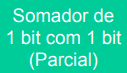 Somador de
1 bit com 1 bit
(Parcial)